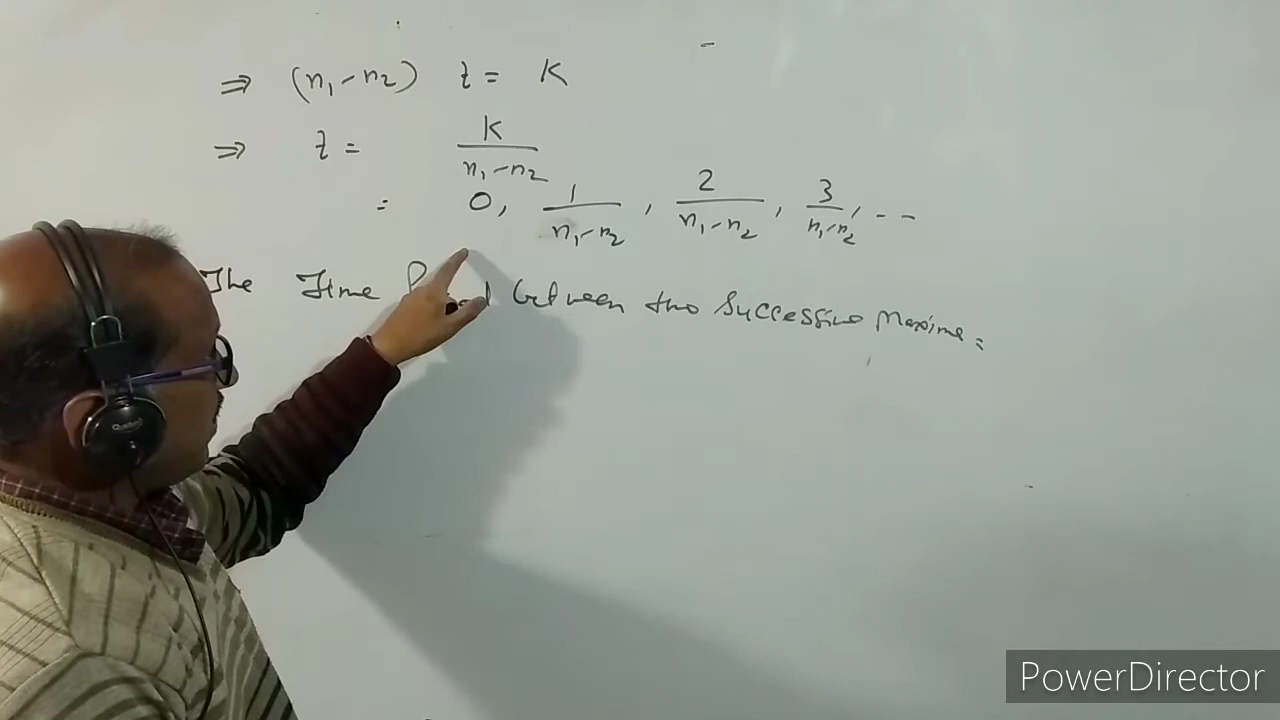 ⇒ (n₁-n₂) t = K
⇒ t = K/(n₁-n₂)
= 0, 1/(n₁-n₂), 2/(n₁-n₂), 3/(n₁-n₂), --
The Time between two Successive Maxima =
PowerDirector